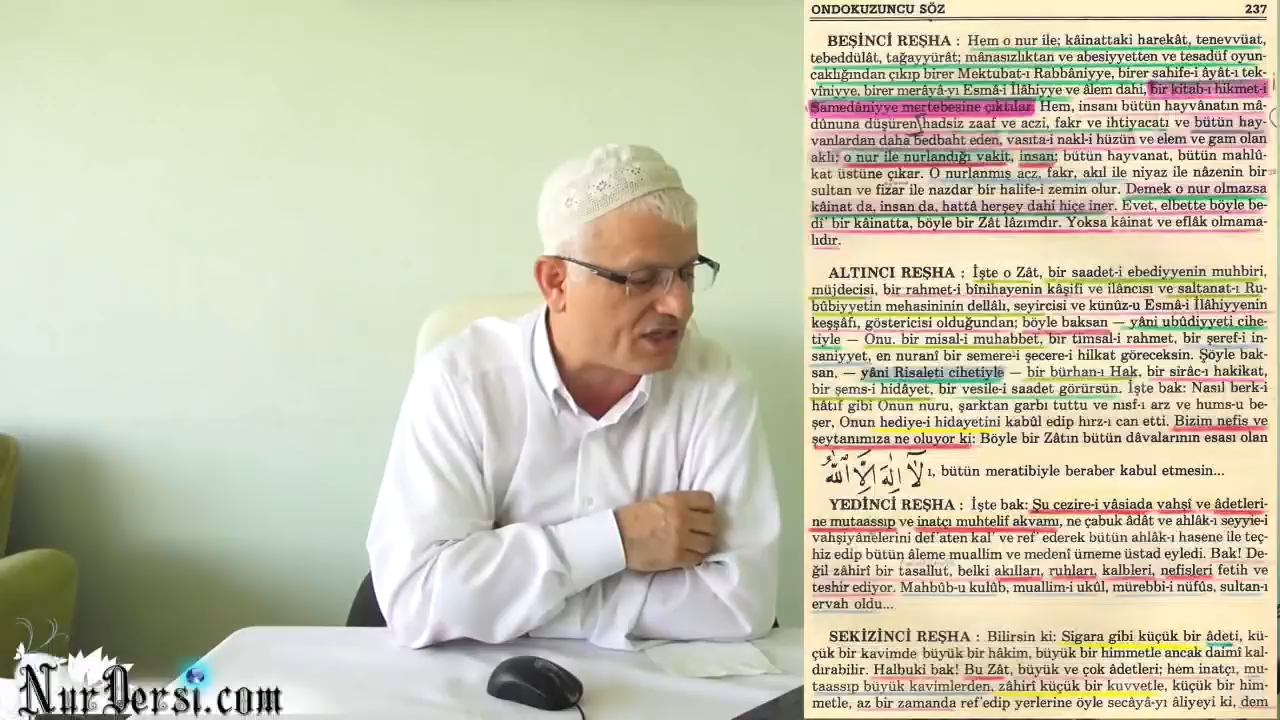 ONDOKUZUNCU SÖZ 237
BEŞİNCİ REŞHA : Hem o nur ile; kâinattaki harekât, tenevvüat,
tebeddülât, tağayyürât; mânasızlıktan ve abesiyyetten ve tesadüf oyun-
caklığından çıkıp birer Mektubat-ı Rabbâniyye, birer sahife-i âyât-ı tek-
vîniyye, birer merâyâ-yı Esmâ-i İlâhiyye ve âlem dahi, bir kitab-ı hikmet-i
Samedâniyye mertebesine çıktılar. Hem, insanı bütün hayvânatın mâ-
dûnuna düşüren hadsiz zaaf ve aczi, fakr ve ihtiyacatı ve bütün hay-
vanlardan daha bedbaht eden, vasıta-i nakl-i hüzün ve elem ve gam olan
aklı; o nur ile nurlandığı vakit, insan; bütün hayvanat, bütün mahlû-
kat üstüne çıkar. O nurlanmış acz, fakr, akıl ile niyaz ile nâzenin bir
sultan ve fîzar ile nazdar bir halife-i zemin olur. Demek o nur olmazsa
kâinat da, insan da, hattâ herşey dahi hiçe iner. Evet, elbette böyle be-
dî' bir kâinatta, böyle bir Zât lâzımdır. Yoksa kâinat ve eflâk olmama-
lıdır.
ALTINCI REŞHA : İşte o Zât, bir saadet-i ebediyyenin muhbiri,
müjdecisi, bir rahmet-i bînihayenin kâşifi ve ilâncısı ve saltanat-ı Ru-
bûbiyyetin mehasininin dellâlı, seyircisi ve künûz-u Esmâ-i İlâhiyyenin
keşşafı, göstericisi olduğundan; böyle baksan — yâni ubûdiyyeti cihe-
tiyle — Onu. bir misal-i muhabbet, bir timsal-i rahmet, bir şeref-i in-
saniyyet, en nuranî bir semere-i şecere-i hilkat göreceksin. Şöyle bak-
san, — yâni Risaleti cihetiyle — bir bürhan-ı Hak, bir sirâc-ı hakikat,
bir şems-i hidâyet, bir vesile-i saadet görürsün. İşte bak: Nasıl berk-i
hâtıf gibi Onun nuru, şarktan garbı tuttu ve nısf-ı arz ve hums-u be-
şer, Onun hediye-i hidayetini kabûl edip hırz-ı can etti. Bizim nefis ve
şeytanımıza ne oluyor ki: Böyle bir Zâtın bütün dâvalarının esası olan
لَٓا اِلٰهَ اِلَّا اللّٰهُ 1, bütün meratibiyle beraber kabul etmesin...
YEDİNCİ REŞHA : İşte bak: Şu cezire-i vâsiada vahşî ve âdetleri-
ne mutaassıp ve inatçı muhtelif akvamı, ne çabuk âdât ve ahlâk-ı seyyie-i
vahşiyânelerini def'aten kal' ve ref' ederek bütün ahlâk-ı hasene ile teç-
hiz edip bütün âleme muallim ve medenî ümeme üstad eyledi. Bak! De-
ğil zâhirî bir tasallut, belki akılları, ruhları, kalbleri, nefisleri fetih ve
teshir ediyor. Mahbûb-u kulûb, muallim-i ukûl, mürebbi-i nüfûs, sultan-ı
ervah oldu...
SEKİZİNCİ REŞHA : Bilirsin ki: Sigara gibi küçük bir âdeti, kü-
çük bir kavimde büyük bir hâkim, büyük bir himmetle ancak daimî kal-
dırabilir. Halbuki bak! Bu Zât, büyük ve çok âdetleri; hem inatçı, mu-
taassıp büyük kavimlerden, zâhirî küçük bir kuvvetle, küçük bir him-
metle, az bir zamanda ref'edip yerlerine öyle secâyâ-yı âliyeyi ki, dem
NurDersi.com